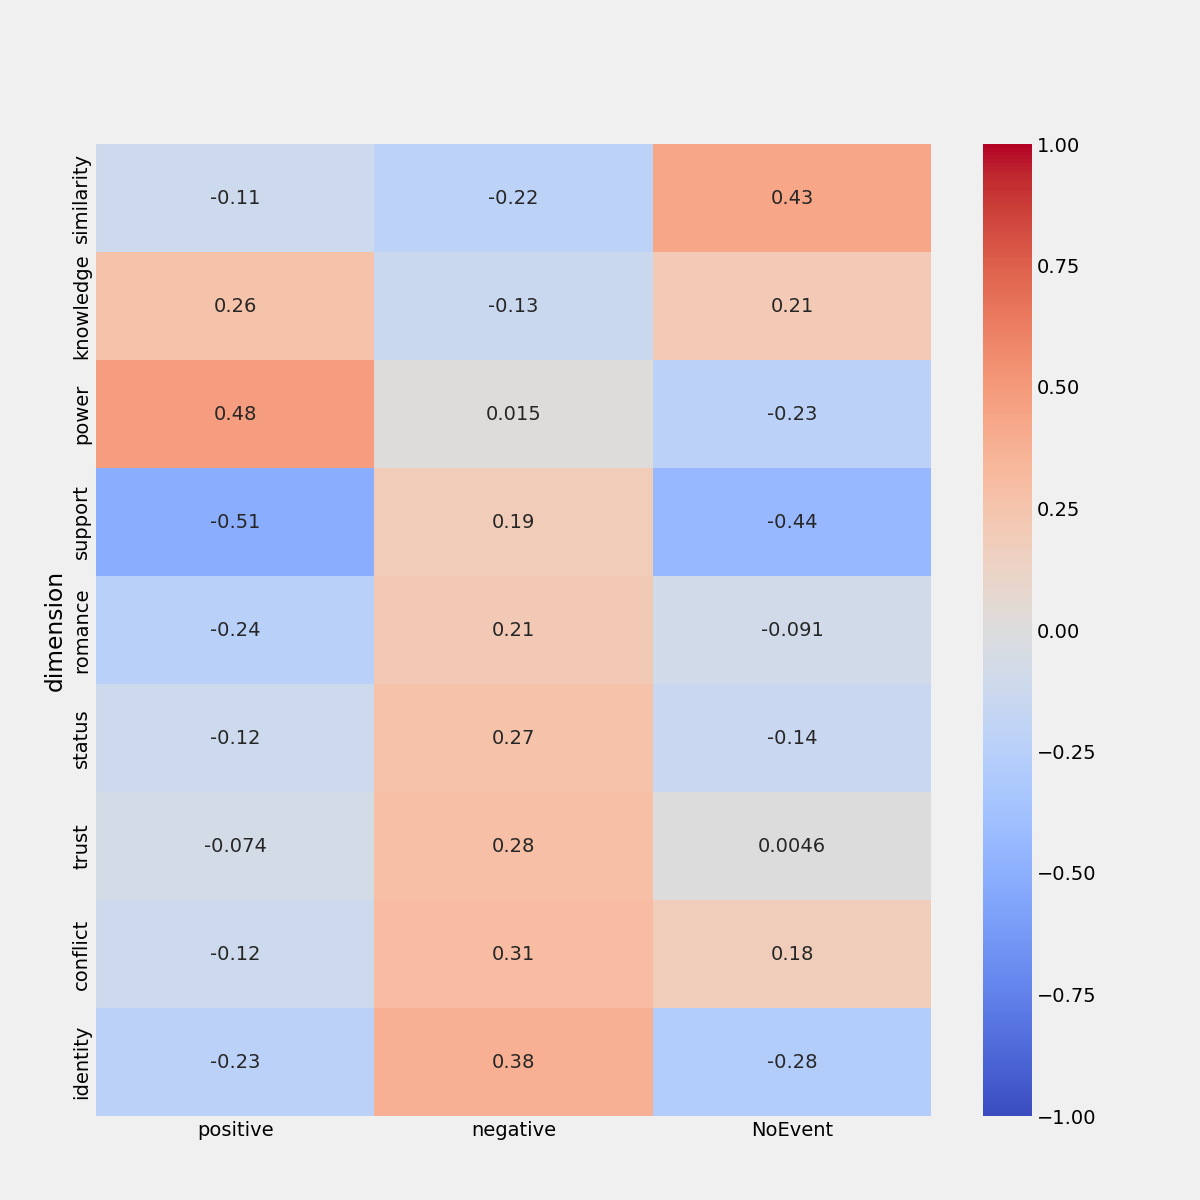 dimension
similarity -0.11 -0.22 0.43
knowledge 0.26 -0.13 0.21
power 0.48 0.015 -0.23
support -0.51 0.19 -0.44
romance -0.24 0.21 -0.091
status -0.12 0.27 -0.14
trust -0.074 0.28 0.0046
conflict -0.12 0.31 0.18
identity -0.23 0.38 -0.28
positive negative NoEvent
1.00
0.75
0.50
0.25
0.00
−0.25
−0.50
−0.75
−1.00